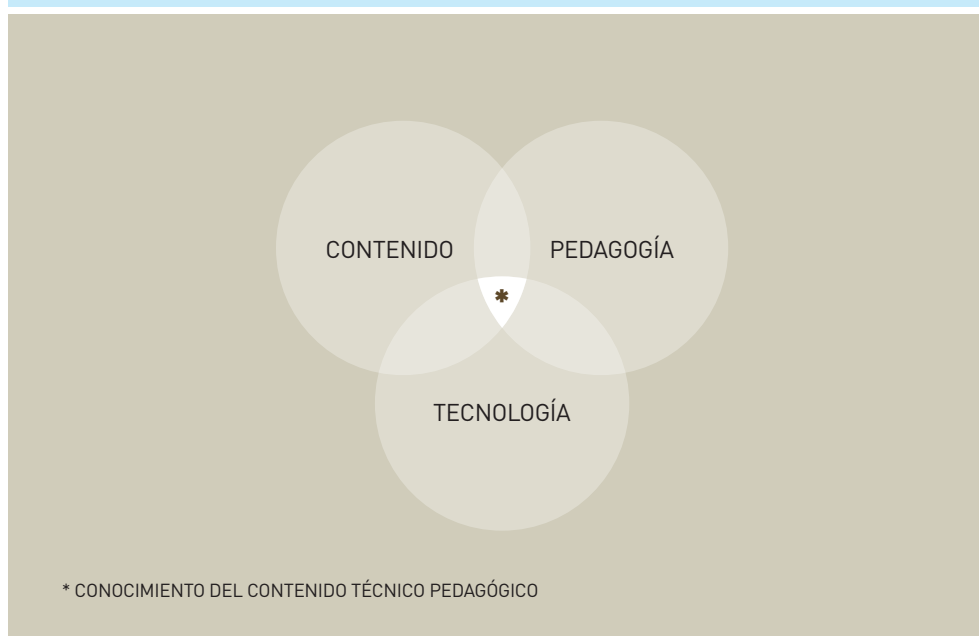 CONTENIDO PEDAGOGÍA
*
TECNOLOGÍA
* CONOCIMIENTO DEL CONTENIDO TÉCNICO PEDAGÓGICO